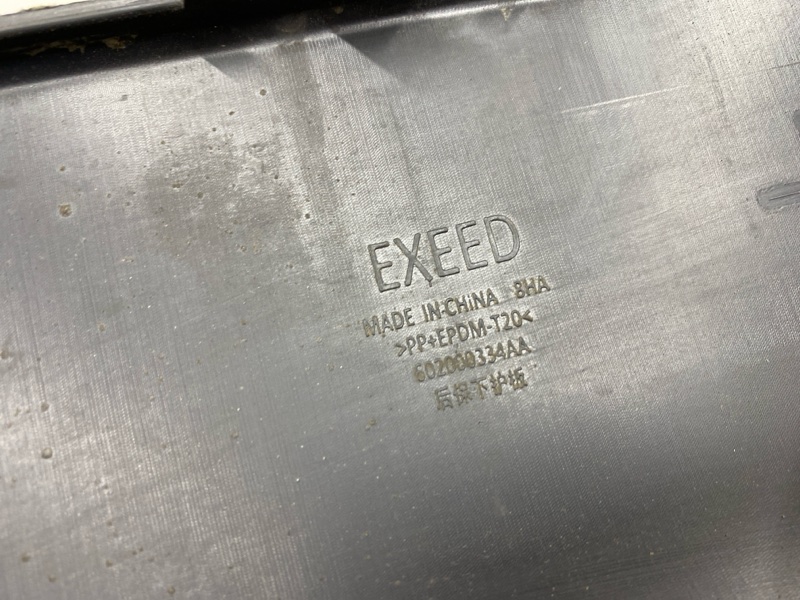 EXEED
MADE IN CHINA 8HA
>PP+EPDM-T20<
602000334AA
后保下护板